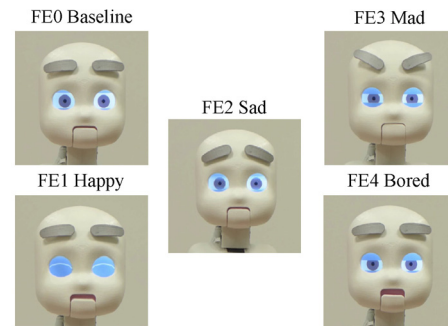 FE0 Baseline
FE3 Mad
FE2 Sad
FE1 Happy
FE4 Bored